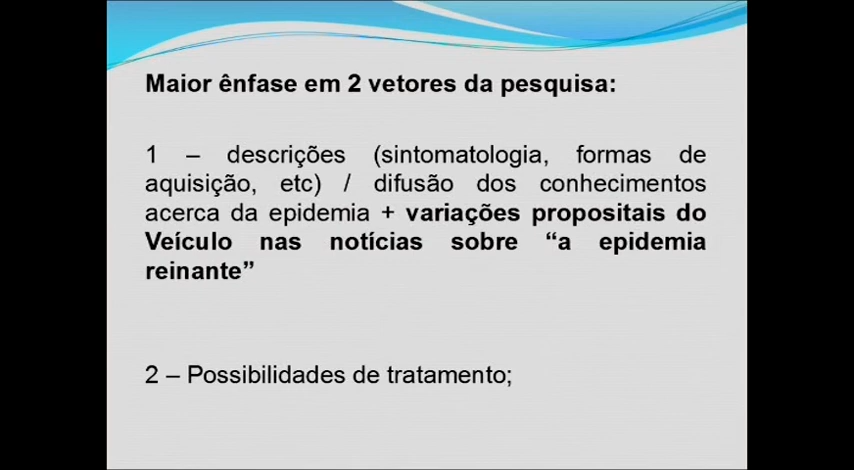 Maior ênfase em 2 vetores da pesquisa:
1 – descrições (sintomatologia, formas de
aquisição, etc) / difusão dos conhecimentos
acerca da epidemia + variações propositais do
Veículo nas notícias sobre “a epidemia
reinante”
2 – Possibilidades de tratamento;